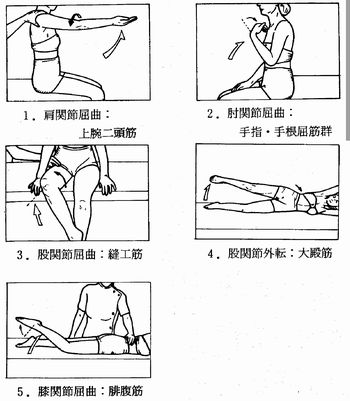 1．肩関節屈曲：
上腕二頭筋
2．肘関節屈曲：
手指・手根屈筋群
3．股関節屈曲：縫工筋
4．股関節外転：大殿筋
5．膝関節屈曲：腓腹筋